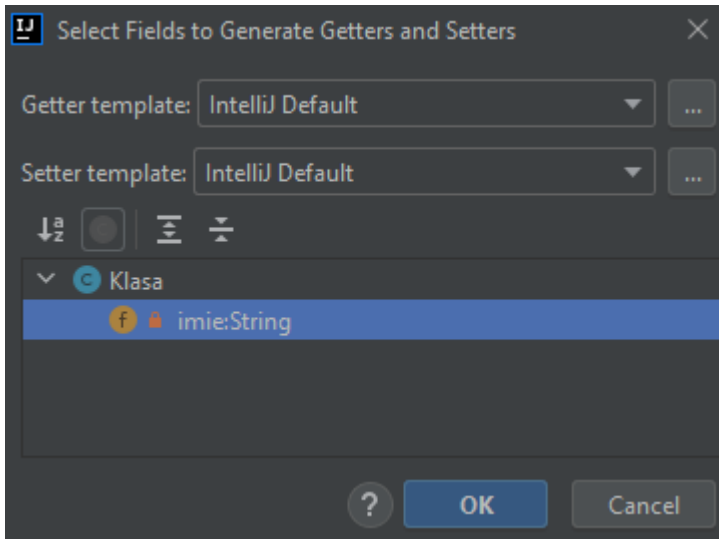 IJ Select Fields to Generate Getters and Setters
Getter template: IntelliJ Default ...
Setter template: IntelliJ Default ...
a z
C Klasa
f imie:String
? OK Cancel